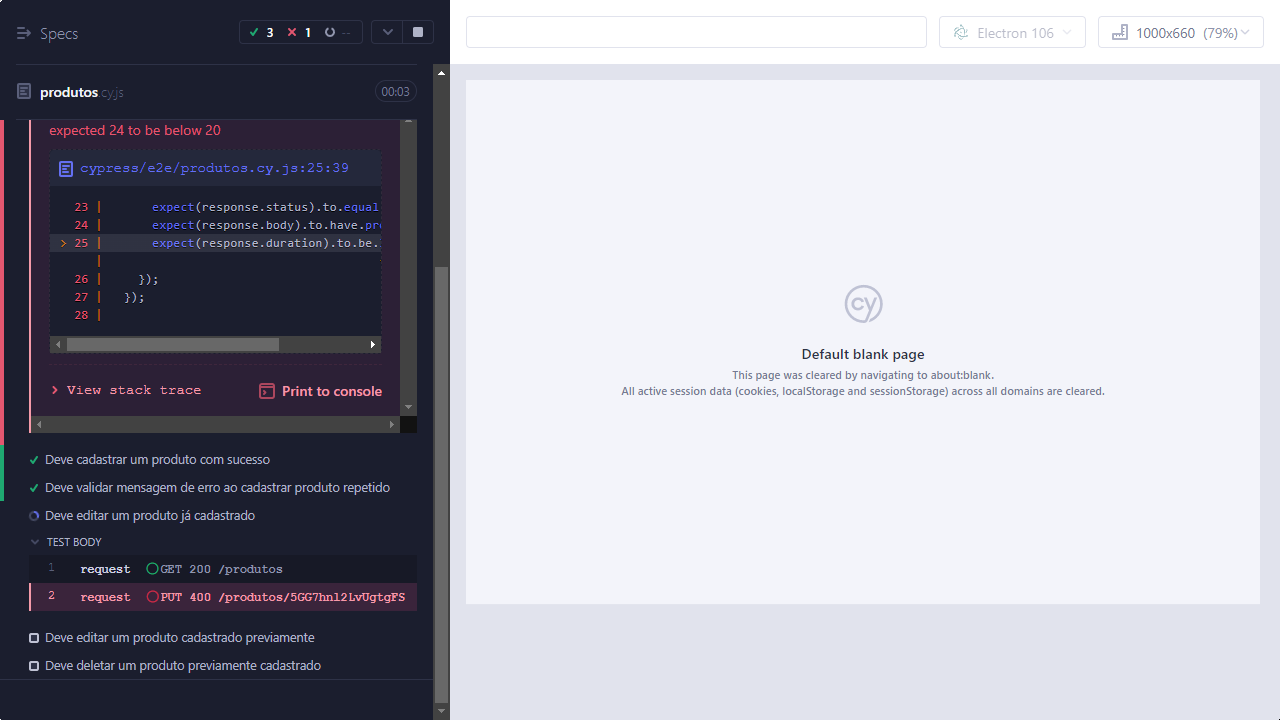 Specs
3
1
--
Electron 106
1000x660 (79%)
produtos.cy.js
00:03
expected 24 to be below 20
cypress/e2e/produtos.cy.js:25:39
23 | expect(response.status).to.equal
24 | expect(response.body).to.have.pr
> 25 | expect(response.duration).to.be.
|
26 | });
27 | });
28 |
View stack trace
Print to console
Deve cadastrar um produto com sucesso
Deve validar mensagem de erro ao cadastrar produto repetido
Deve editar um produto já cadastrado
TEST BODY
1 request GET 200 /produtos
2 request PUT 400 /produtos/5GG7hnl2LvUgtgFS
Deve editar um produto cadastrado previamente
Deve deletar um produto previamente cadastrado
cy
Default blank page
This page was cleared by navigating to about:blank.
All active session data (cookies, localStorage and sessionStorage) across all domains are cleared.